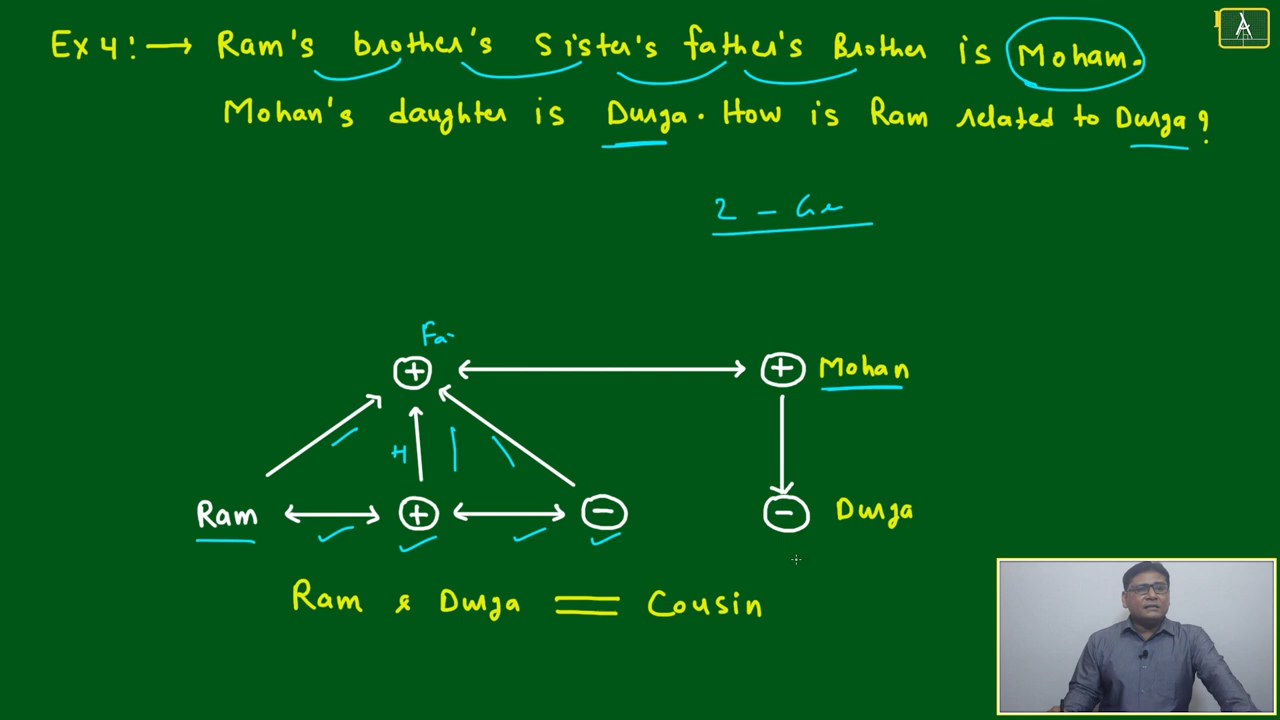 Ex 4! → Ram's brother's Sister's father's Brother is Moham.
Mohan's daughter is Durga. How is Ram related to Durga?
2 - Ge
Fa-
+ + Mohan
H
Ram + - - Durga
Ram & Durga = Cousin